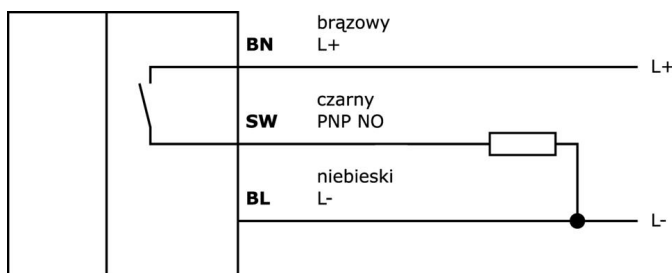 brązowy
BN L+
L+
czarny
SW PNP NO
niebieski
BL L-
L-